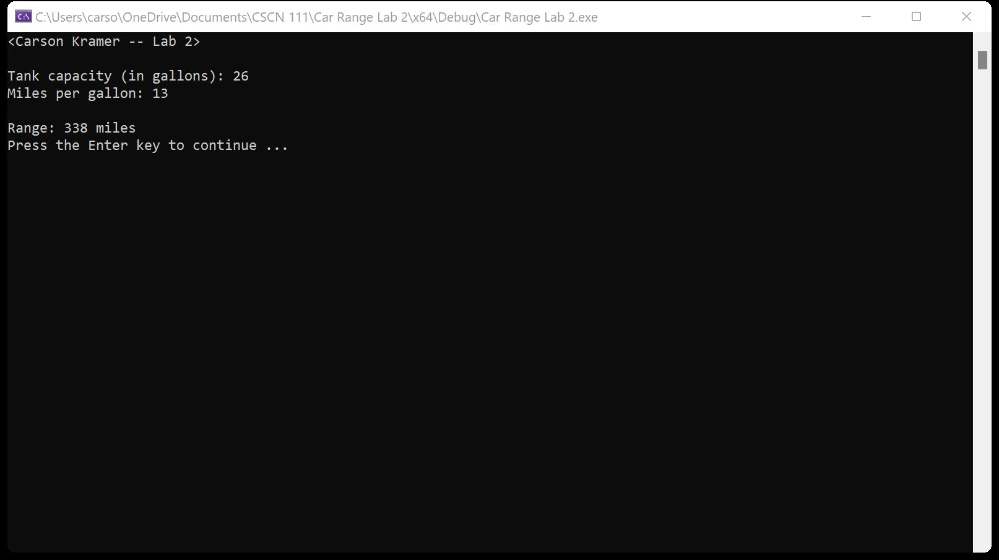 C:\Users\carso\OneDrive\Documents\CSCN 111\Car Range Lab 2\x64\Debug\Car Range Lab 2.exe
<Carson Kramer -- Lab 2>
Tank capacity (in gallons): 26
Miles per gallon: 13
Range: 338 miles
Press the Enter key to continue ...